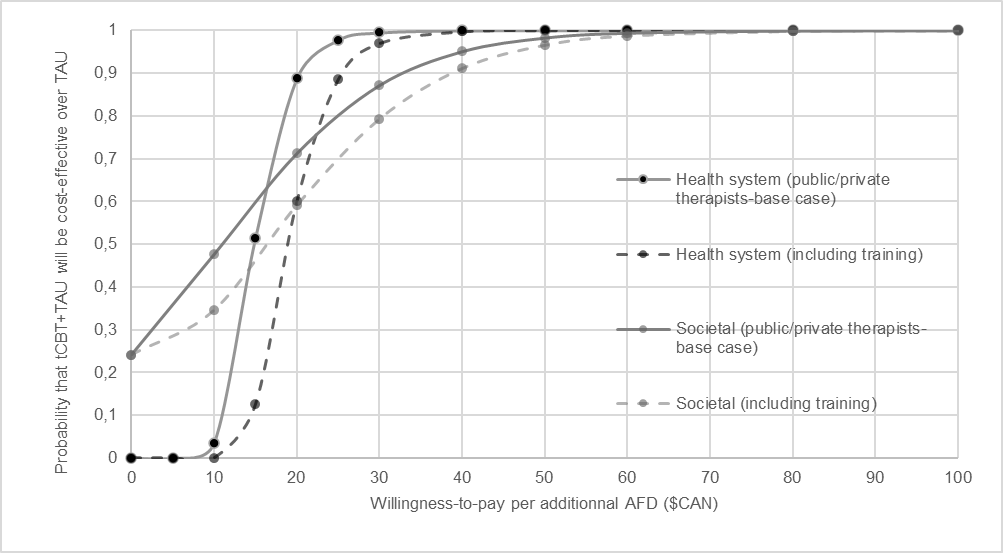 Probability that tCBT+TAU will be cost-effective over TAU
1
0,9
0,8
0,7
0,6
0,5
0,4
0,3
0,2
0,1
0
0 10 20 30 40 50 60 70 80 90 100
Willingness-to-pay per additionnal AFD ($CAN)
Health system (public/private
therapists-base case)
Health system (including training)
Societal (public/private therapists-
base case)
Societal (including training)